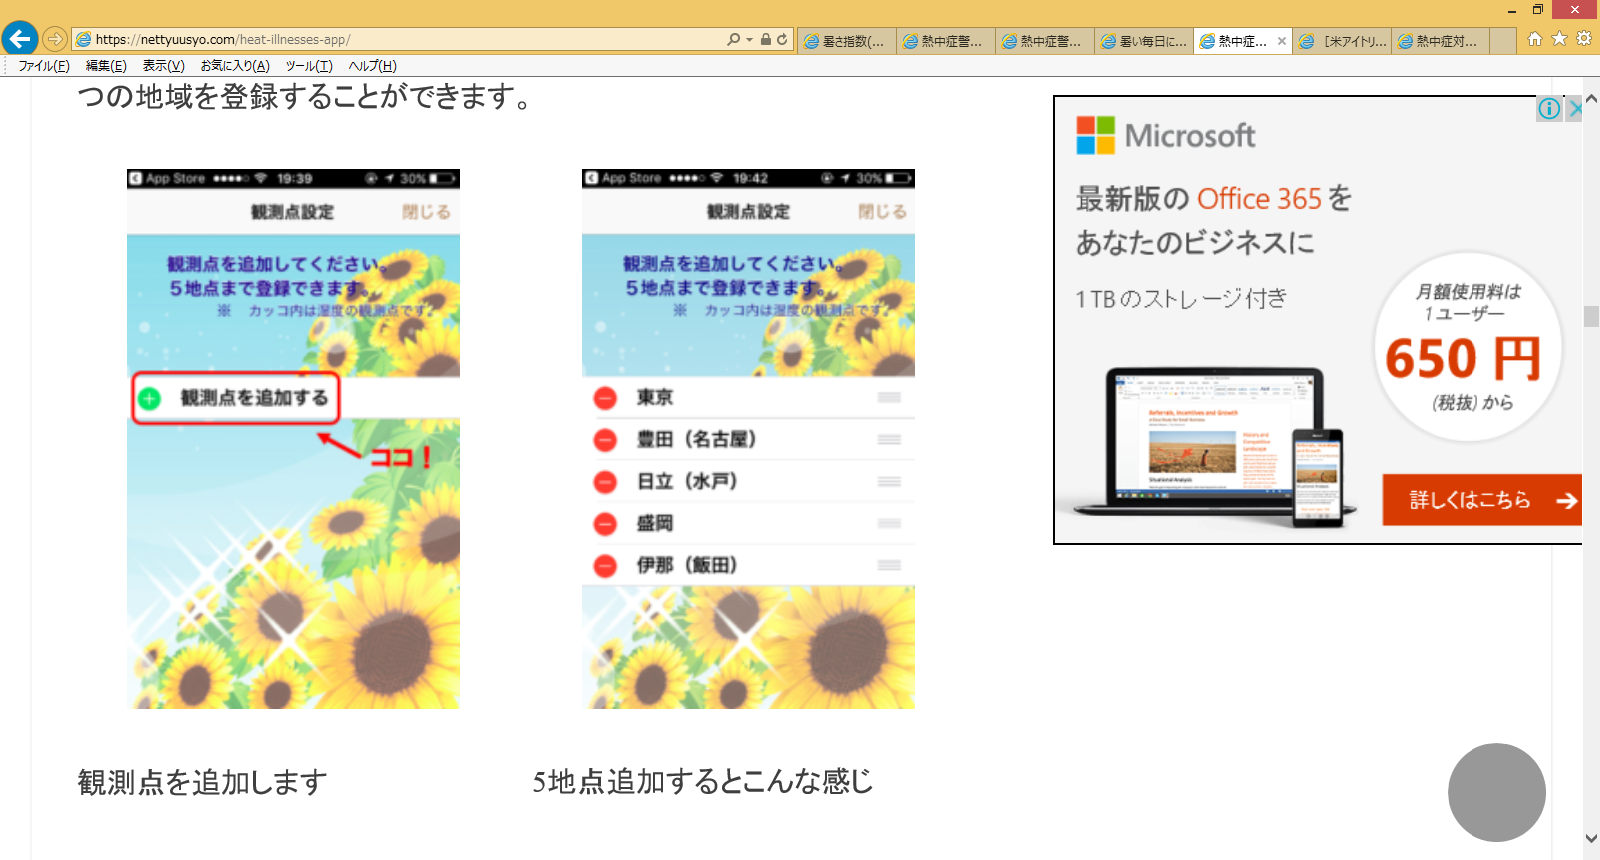 https://nettyuusyo.com/heat-illnesses-app/
暑さ指数(...
熱中症警...
熱中症警...
暑い毎日に...
熱中症...
［米アイトリ...
熱中症対...
ファイル(F) 編集(E) 表示(V) お気に入り(A) ツール(T) ヘルプ(H)
つの地域を登録することができます。
App Store 19:39 30%
観測点設定 閉じる
観測点を追加してください。
５地点まで登録できます。
※ カッコ内は湿度の観測点です。
観測点を追加する
ココ！
観測点を追加します
App Store 19:42 30%
観測点設定 閉じる
観測点を追加してください。
５地点まで登録できます。
※ カッコ内は湿度の観測点です。
東京
豊田（名古屋）
日立（水戸）
盛岡
伊那（飯田）
5地点追加するとこんな感じ
Microsoft
最新版の Office 365 を
あなたのビジネスに
1 TB のストレージ付き
月額使用料は
1 ユーザー
650 円
(税抜) から
Referrals, Incentives and Growth
History and
Competitive
Landscape
Situational Analysis
詳しくはこちら